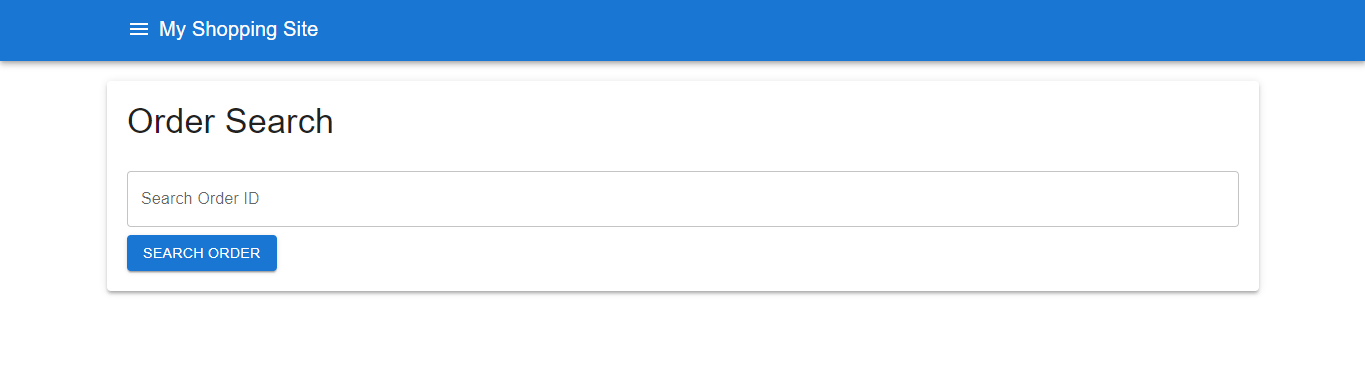 My Shopping Site
Order Search
Search Order ID
SEARCH ORDER